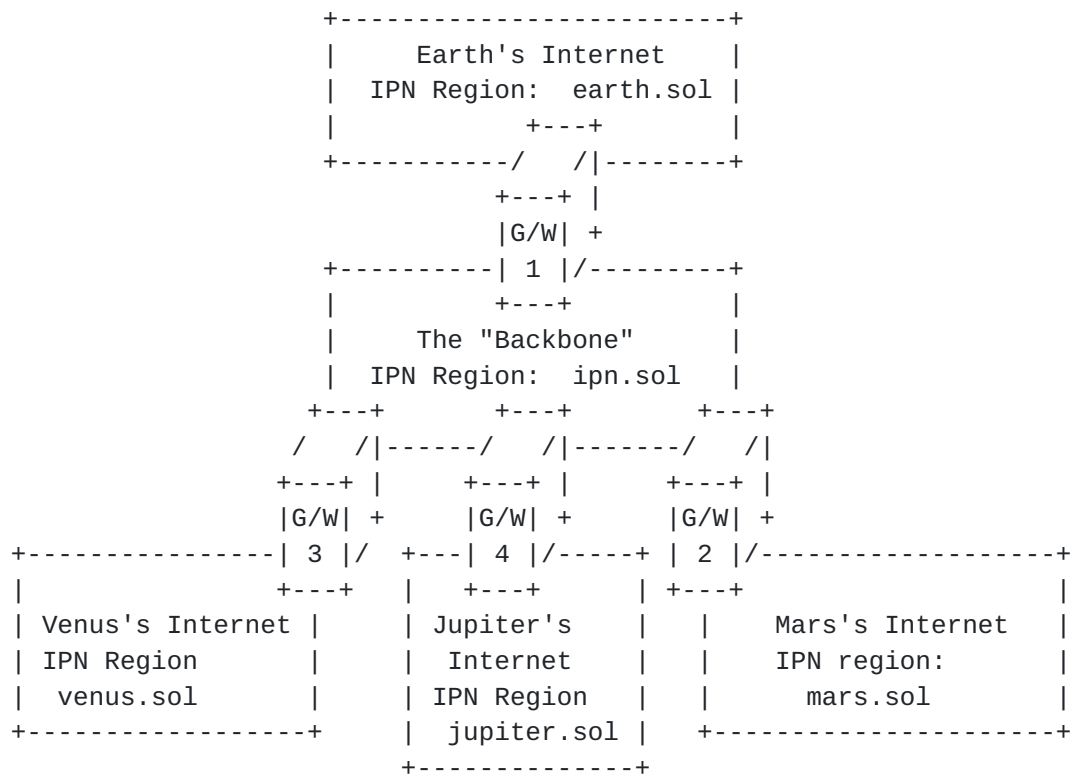 Earth's Internet
IPN Region: earth.sol
G/W
1
The "Backbone"
IPN Region: ipn.sol
G/W G/W G/W
3 4 2
Venus's Internet Jupiter's Mars's Internet
IPN Region Internet IPN region:
venus.sol IPN Region mars.sol
jupiter.sol